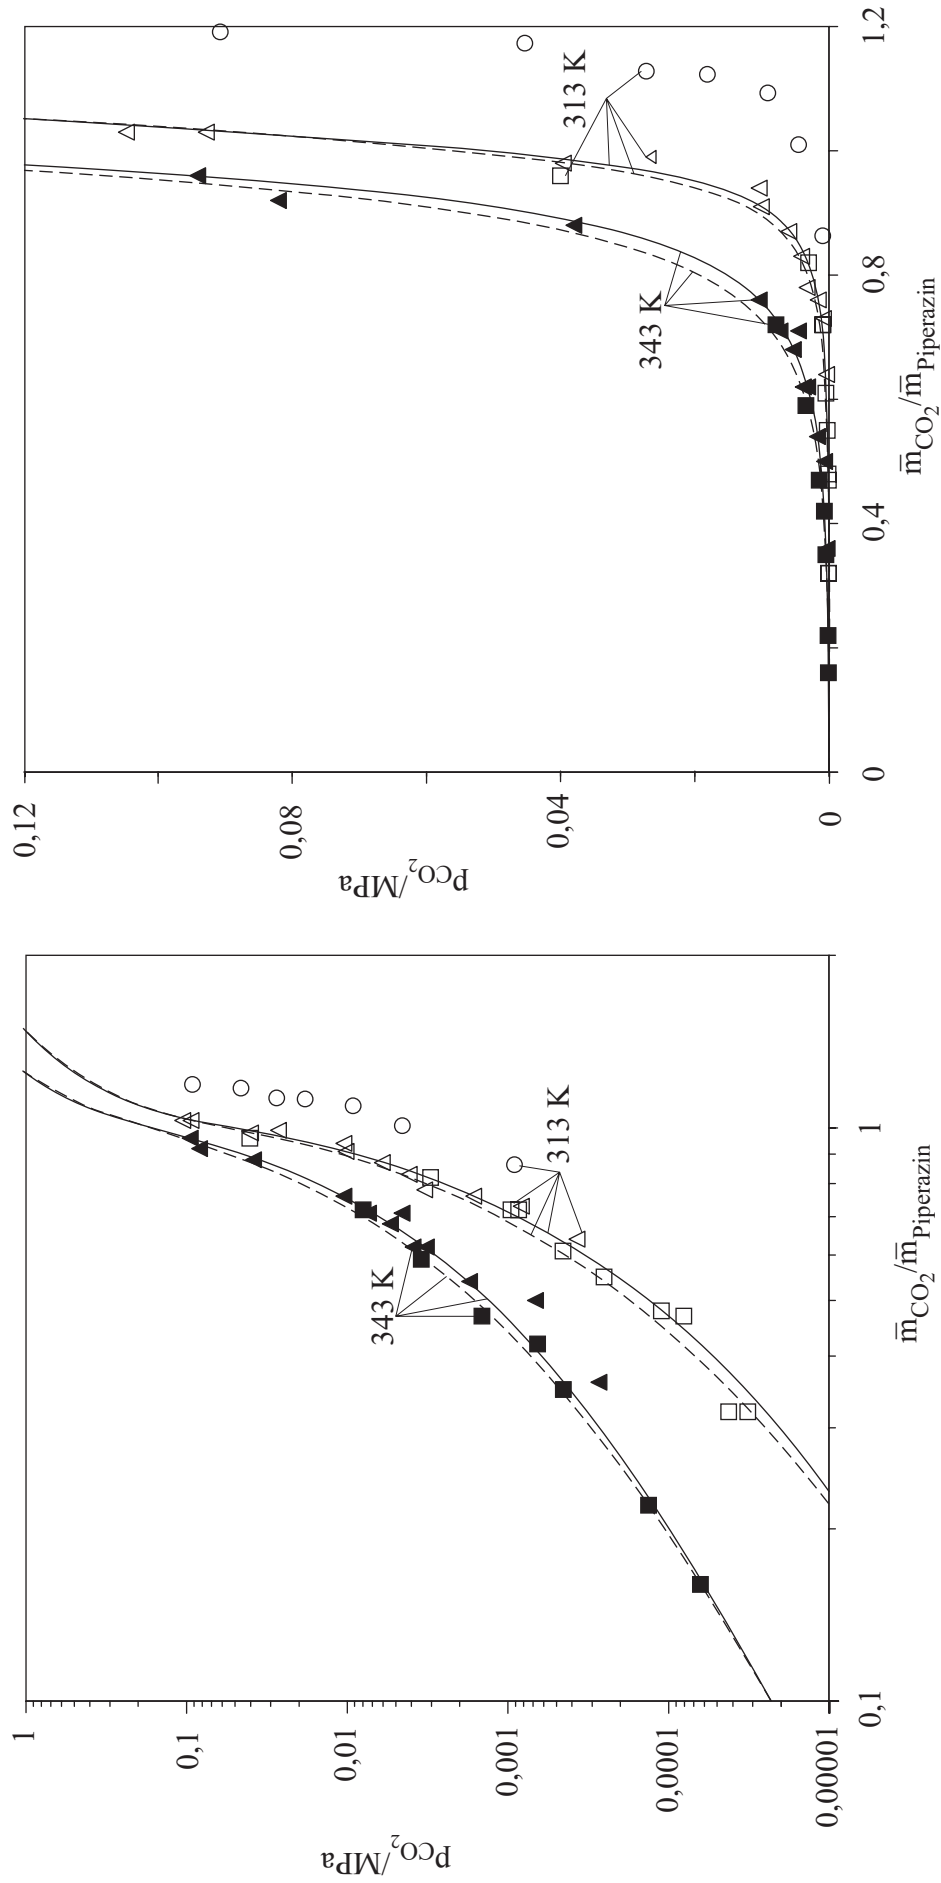 p_CO2/MPa
1
0,1
0,01
0,001
0,0001
0,00001
0,1
1
343 K
313 K
m̅_CO2/m̅_Piperazin
p_CO2/MPa
0,12
0,08
0,04
0
0
0,4
0,8
1,2
343 K
313 K
m̅_CO2/m̅_Piperazin